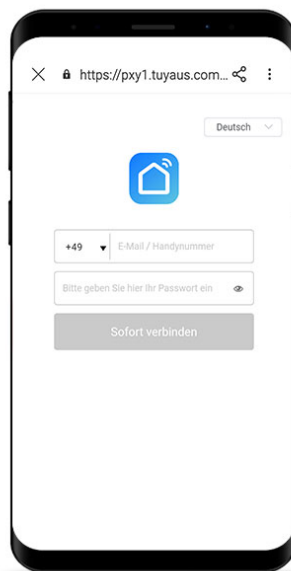 https://pxy1.tuyaus.com...
Deutsch
+49 E-Mail / Handynummer
Bitte geben Sie hier Ihr Passwort ein
Sofort verbinden